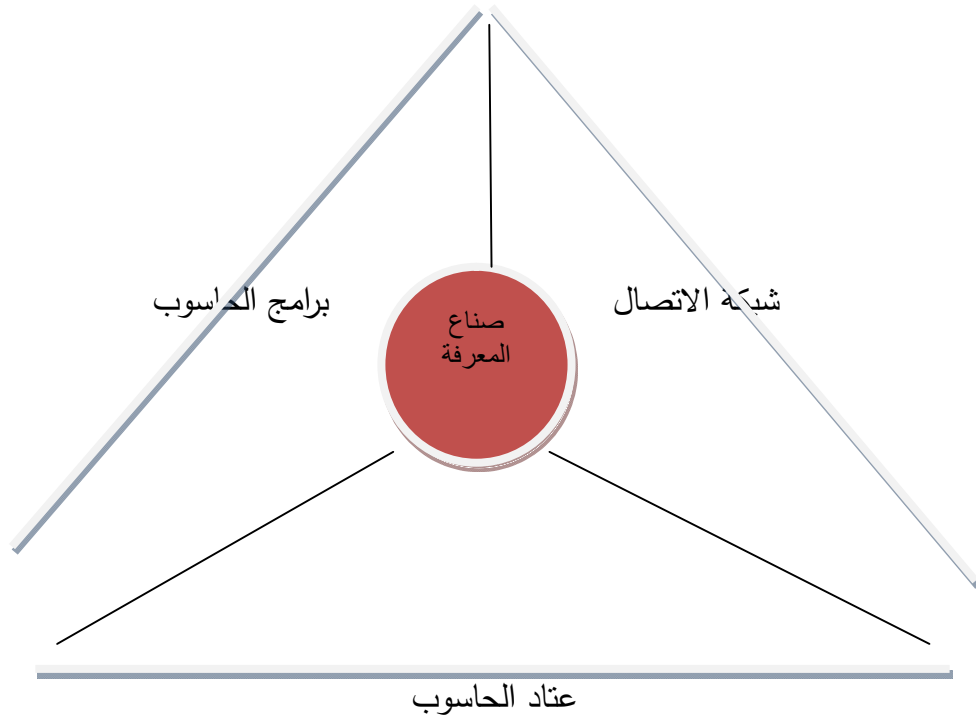 شبكة الاتصال
برامج الحاسوب
صناع
المعرفة
عتاد الحاسوب